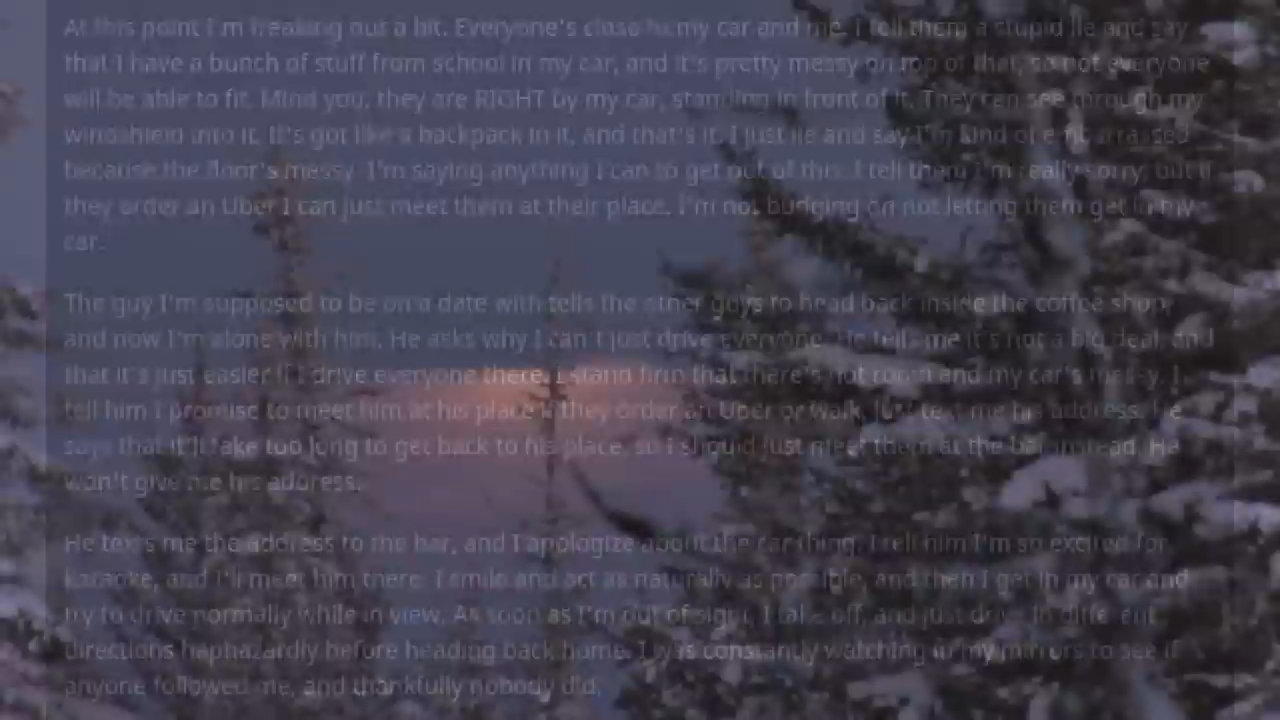 At this point I'm freaking out a bit. Everyone's close to my car and me. I tell them a stupid lie and say
that I have a bunch of stuff from school in my car, and it's pretty messy on top of that, so not everyone
will be able to fit. Mind you, they are RIGHT by my car, standing in front of it. They can see through my
windshield into it. It's got like a backpack in it, and that's it. I just lie and say I'm kind of embarrassed
because the floor's messy. I'm saying anything I can to get out of this. I tell them I'm really sorry, but if
they order an Uber I can just meet them at their place. I'm not budging on not letting them get in my
car.
The guy I'm supposed to be on a date with tells the other guys to head back inside the coffee shop,
and now I'm alone with him. He asks why I can't just drive everyone. He tells me it's not a big deal, and
that it's just easier if I drive everyone there. I stand firm that there's not room and my car's messy. I
tell him I promise to meet him at his place if they order an Uber or walk, just text me his address. He
says that it'll take too long to get back to his place, so I should just meet them at the bar instead. He
won't give me his address.
He texts me the address to the bar, and I apologize about the car thing. I tell him I'm so excited for
karaoke, and I'll meet him there. I smile and act as naturally as possible, and then I get in my car and
try to drive normally while in view. As soon as I'm out of sight, I take off, and just drive in different
directions haphazardly before heading back home. I was constantly watching in my mirrors to see if
anyone followed me, and thankfully nobody did.